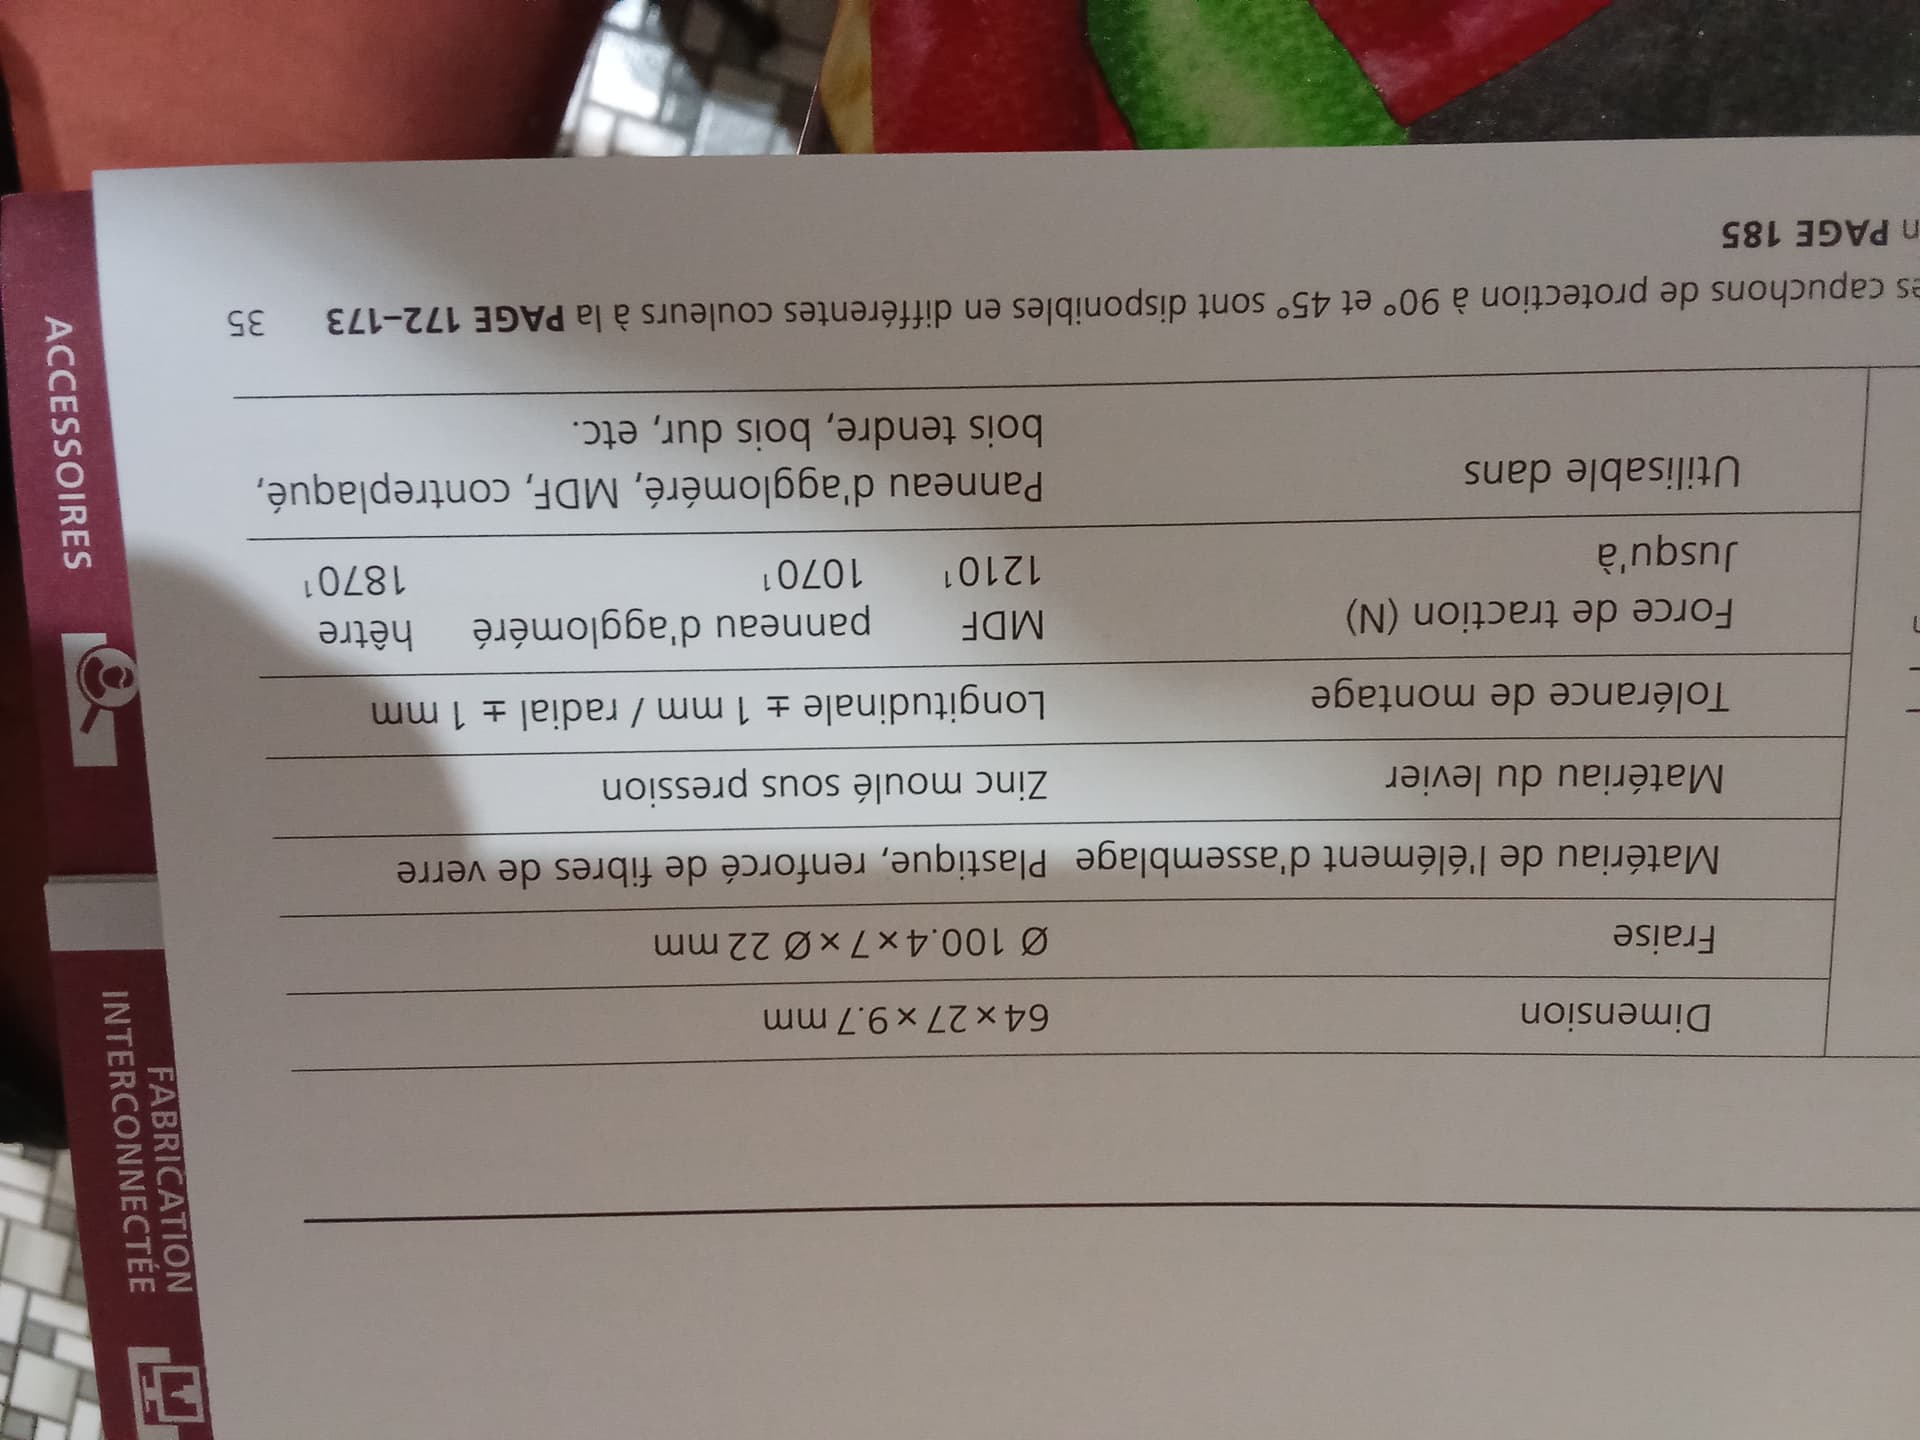 FABRICATION
INTERCONNECTÉE
ACCESSOIRES
Dimension 64 × 27 × 9.7 mm
Fraise Ø 100.4 × 7 × Ø 22 mm
Matériau de l'élément d'assemblage Plastique, renforcé de fibres de verre
Matériau du levier Zinc moulé sous pression
Tolérance de montage Longitudinale ± 1 mm / radial ± 1 mm
Force de traction (N) MDF panneau d'aggloméré hêtre
Jusqu'à 1210¹ 1070¹ 1870¹
Utilisable dans Panneau d'aggloméré, MDF, contreplaqué,
bois tendre, bois dur, etc.
capuchons de protection à 90° et 45° sont disponibles en différentes couleurs à la PAGE 172–173
PAGE 185
35